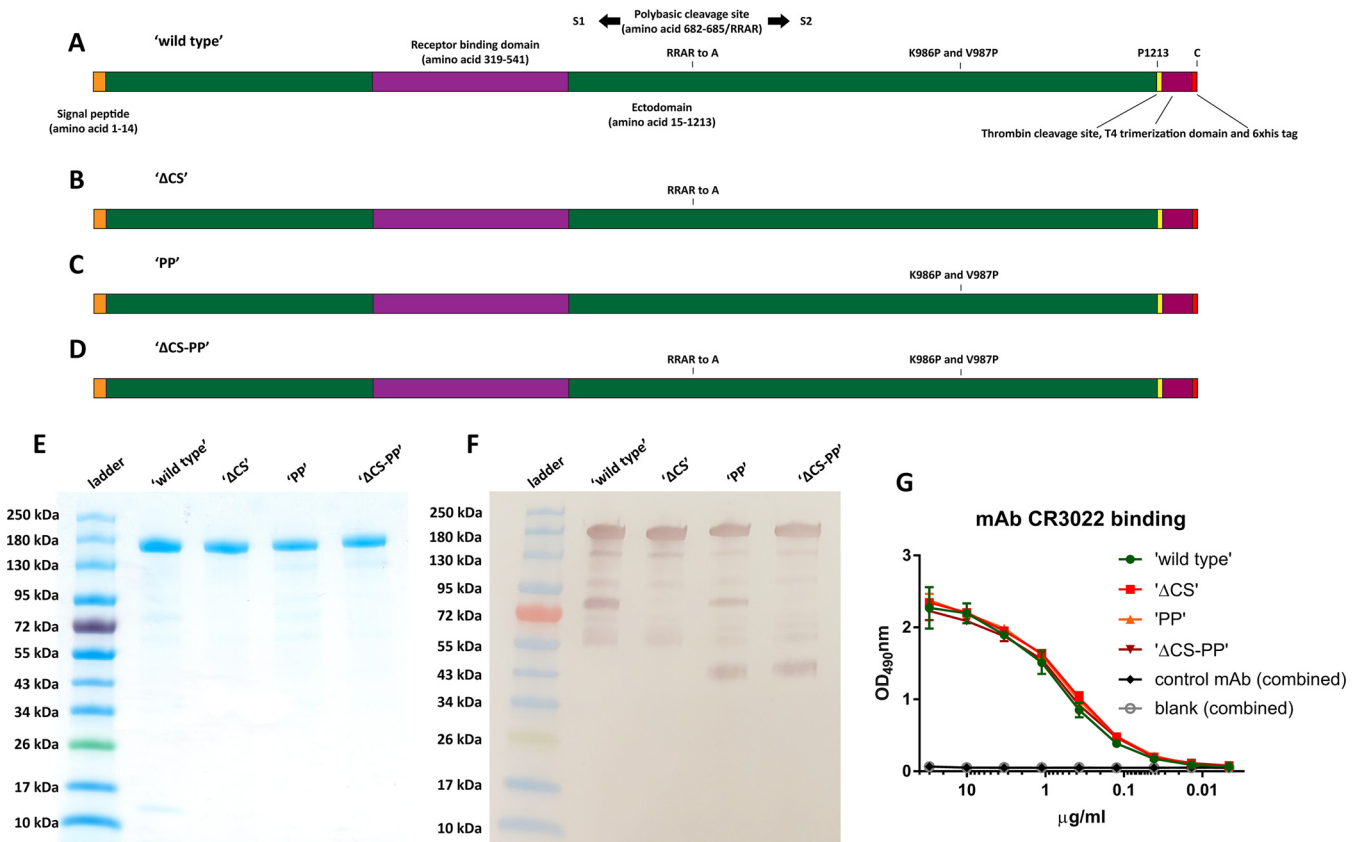 S1
Polybasic cleavage site
(amino acid 682-685/RRAR)
S2
A
'wild type'
Receptor binding domain
(amino acid 319-541)
RRAR to A
K986P and V987P
P1213
C
Signal peptide
(amino acid 1-14)
Ectodomain
(amino acid 15-1213)
Thrombin cleavage site, T4 trimerization domain and 6xhis tag
B
'ΔCS'
RRAR to A
C
'PP'
K986P and V987P
D
'ΔCS-PP'
RRAR to A
K986P and V987P
E
ladder
'wild type'
'ΔCS'
'PP'
'ΔCS-PP'
250 kDa
180 kDa
130 kDa
95 kDa
72 kDa
55 kDa
43 kDa
34 kDa
26 kDa
17 kDa
10 kDa
F
ladder
'wild type'
'ΔCS'
'PP'
'ΔCS-PP'
250 kDa
180 kDa
130 kDa
95 kDa
72 kDa
55 kDa
43 kDa
34 kDa
26 kDa
17 kDa
10 kDa
G
mAb CR3022 binding
3
2
1
0
OD490nm
10
1
0.1
0.01
μg/ml
'wild type'
'ΔCS'
'PP'
'ΔCS-PP'
control mAb (combined)
blank (combined)